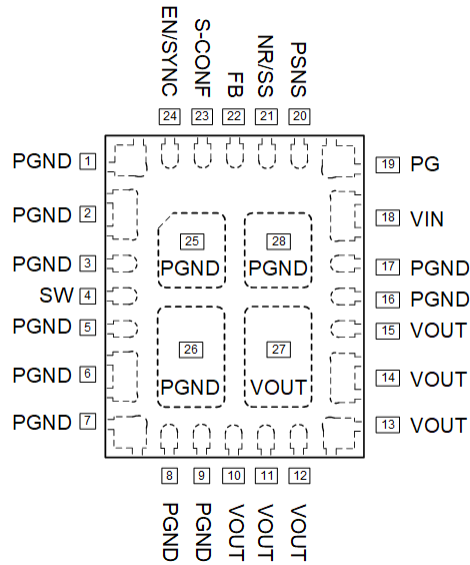 EN/SYNC
S-CONF
FB
NR/SS
PSNS
24
23
22
21
20
PGND 1
19 PG
PGND 2
18 VIN
25
PGND
28
PGND
PGND 3
17 PGND
SW 4
16 PGND
PGND 5
15 VOUT
26
PGND
27
VOUT
PGND 6
14 VOUT
PGND 7
13 VOUT
8
9
10
11
12
PGND
PGND
VOUT
VOUT
VOUT